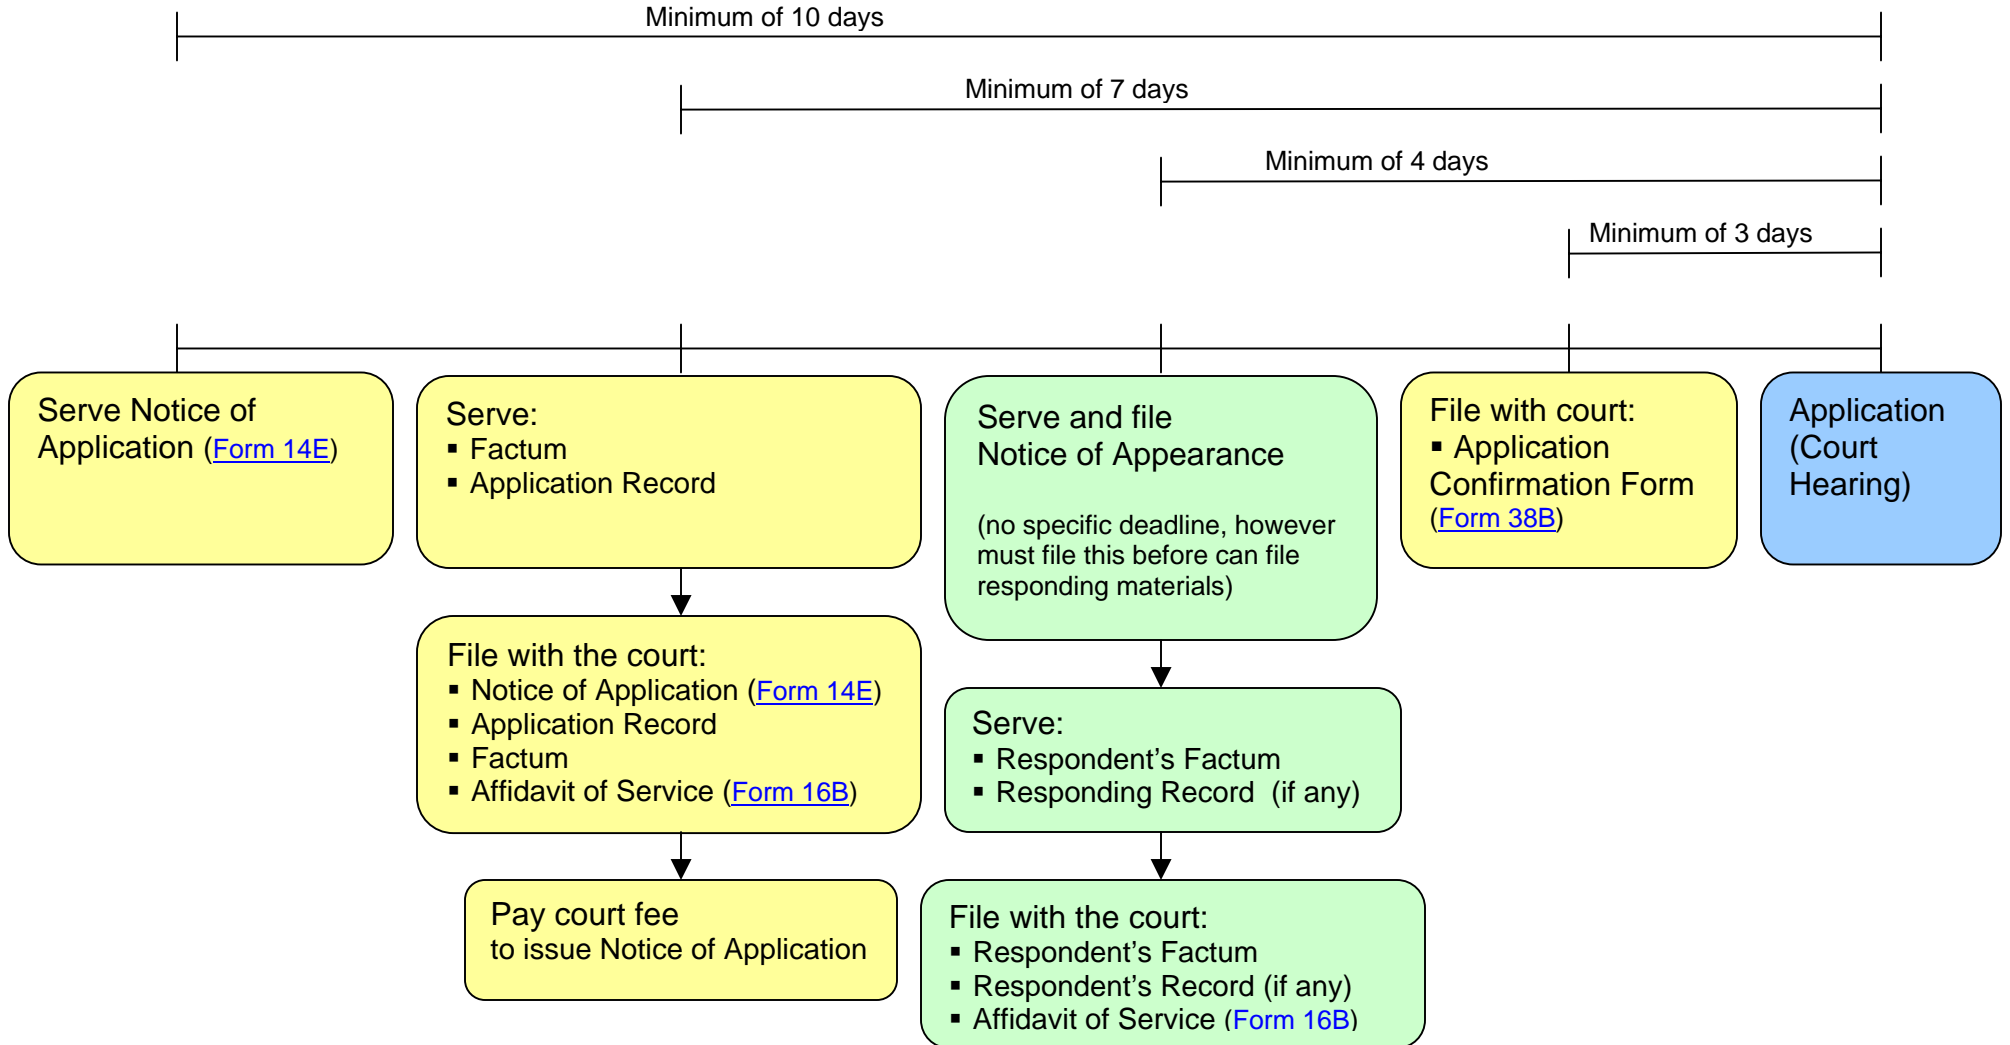 Minimum of 10 days
Minimum of 7 days
Minimum of 4 days
Minimum of 3 days
Serve Notice of
Application (Form 14E)
Serve:
▪ Factum
▪ Application Record
File with the court:
▪ Notice of Application (Form 14E)
▪ Application Record
▪ Factum
▪ Affidavit of Service (Form 16B)
Pay court fee
to issue Notice of Application
Serve and file
Notice of Appearance
(no specific deadline, however
must file this before can file
responding materials)
Serve:
▪ Respondent’s Factum
▪ Responding Record (if any)
File with the court:
▪ Respondent’s Factum
▪ Respondent’s Record (if any)
▪ Affidavit of Service (Form 16B)
File with court:
▪ Application
Confirmation Form
(Form 38B)
Application
(Court
Hearing)